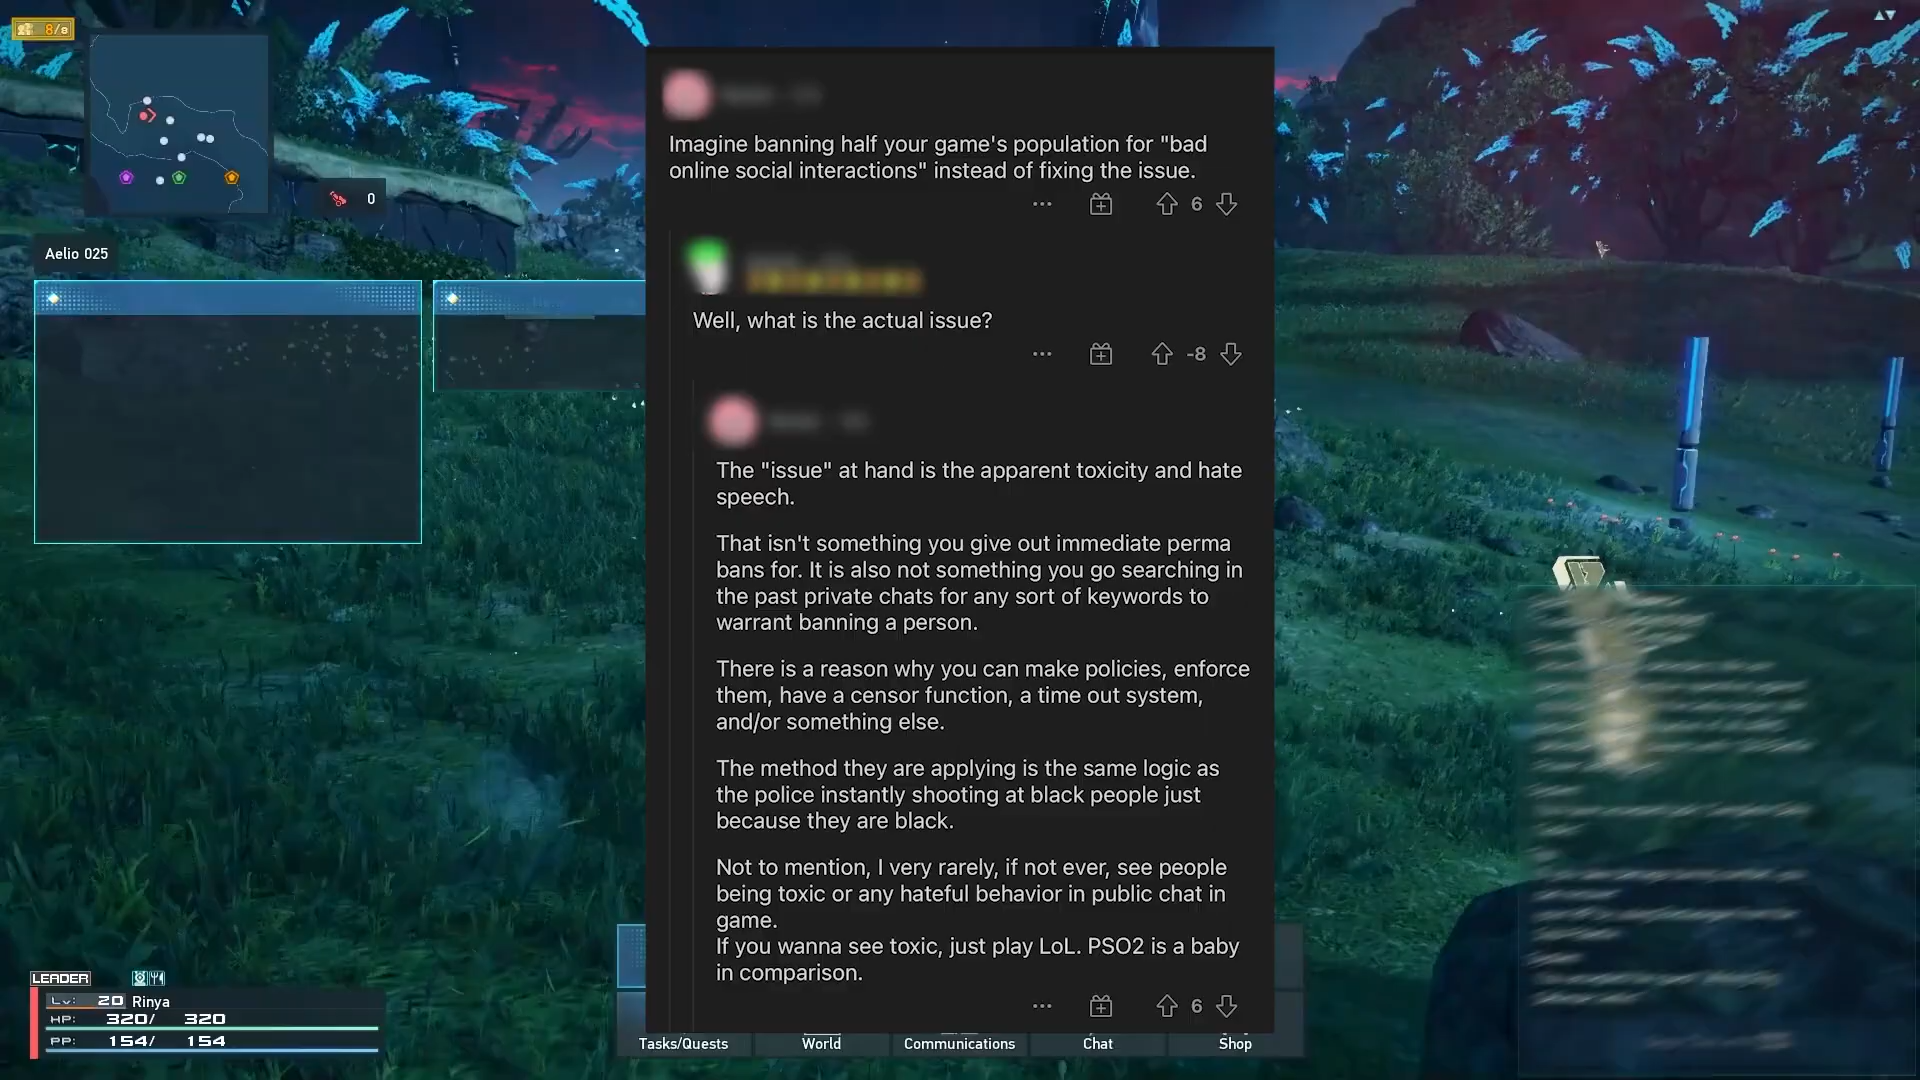 8/8
0
Aelio 025
Imagine banning half your game's population for "bad
online social interactions" instead of fixing the issue.
6
Well, what is the actual issue?
-8
The "issue" at hand is the apparent toxicity and hate
speech.
That isn't something you give out immediate perma
bans for. It is also not something you go searching in
the past private chats for any sort of keywords to
warrant banning a person.
There is a reason why you can make policies, enforce
them, have a censor function, a time out system,
and/or something else.
The method they are applying is the same logic as
the police instantly shooting at black people just
because they are black.
Not to mention, I very rarely, if not ever, see people
being toxic or any hateful behavior in public chat in
game.
If you wanna see toxic, just play LoL. PSO2 is a baby
in comparison.
6
LEADER
Lv: 20 Rinya
HP: 320/ 320
PP: 154/ 154
Tasks/Quests World Communications Chat Shop